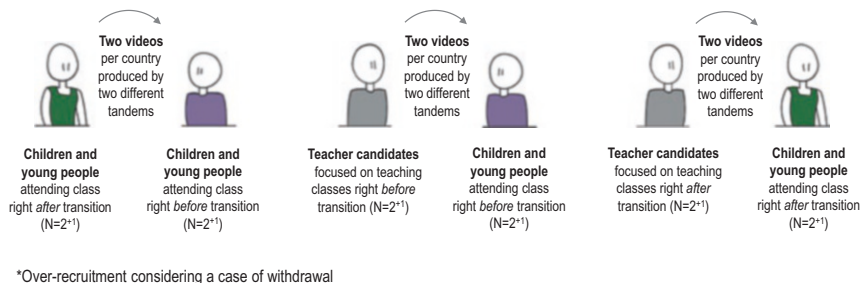 Two videos
per country
produced by
two different
tandems
Two videos
per country
produced by
two different
tandems
Two videos
per country
produced by
two different
tandems
Children and
young people
attending class
right after transition
(N=2+1)
Children and
young people
attending class
right before transition
(N=2+1)
Teacher candidates
focused on teaching
classes right before
transition (N=2+1)
Children and
young people
attending class
right before transition
(N=2+1)
Teacher candidates
focused on teaching
classes right after
transition (N=2+1)
Children and
young people
attending class
right after transition
(N=2+1)
*Over-recruitment considering a case of withdrawal